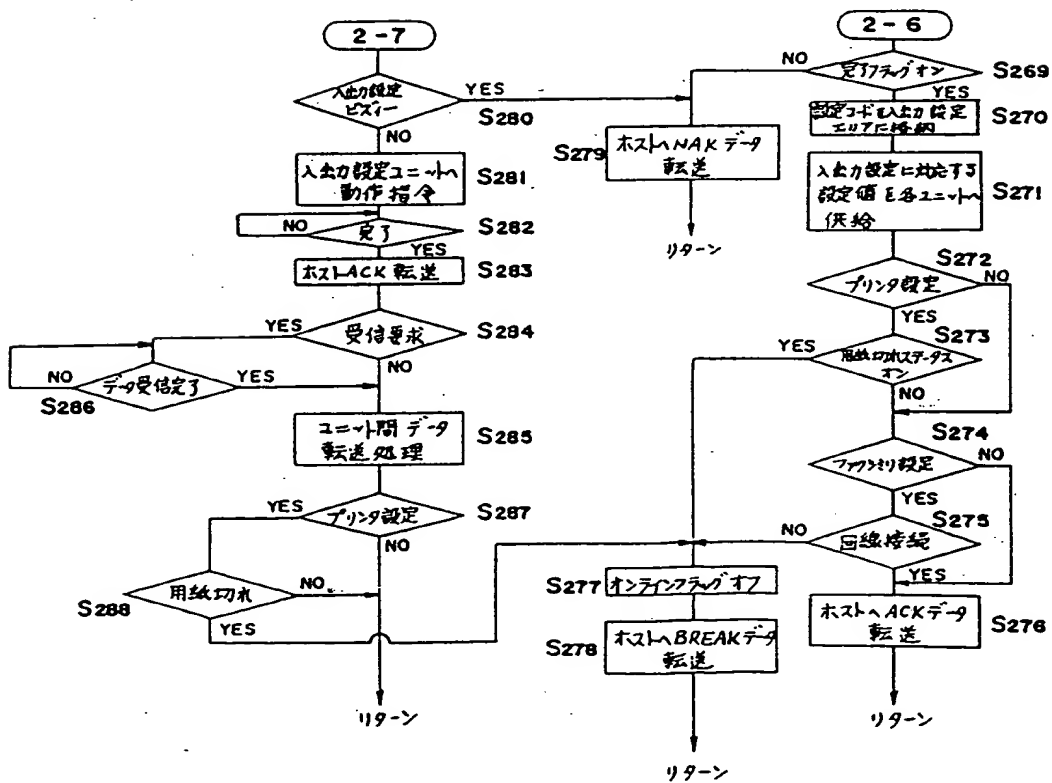 2-7
入出力設定
ビズィー
YES
S280
NO
入出力設定ユニットへ
動作指令
S281
NO
完了
S282
YES
ホストACK転送
S283
YES
受信要求
S284
NO
NO
データ受信完了
YES
S286
ユニット間データ
転送処理
S285
YES
プリンタ設定
S287
NO
用紙切れ
NO
S288
YES
リターン
ホストへNAKデータ
転送
S279
リターン
2-6
NO
完了フラッグオン
S269
YES
設定コードを入出力設定
エリアに格納
S270
入出力設定に対応する
設定値を各ユニットへ
供給
S271
S272
プリンタ設定
NO
YES
S273
YES
用紙切れステータス
オン
NO
S274
ファクシミリ設定
NO
YES
S275
NO
回線接続
YES
S277
オンラインフラッグオフ
S278
ホストへBREAKデータ
転送
リターン
ホストへACKデータ
転送
S276
リターン